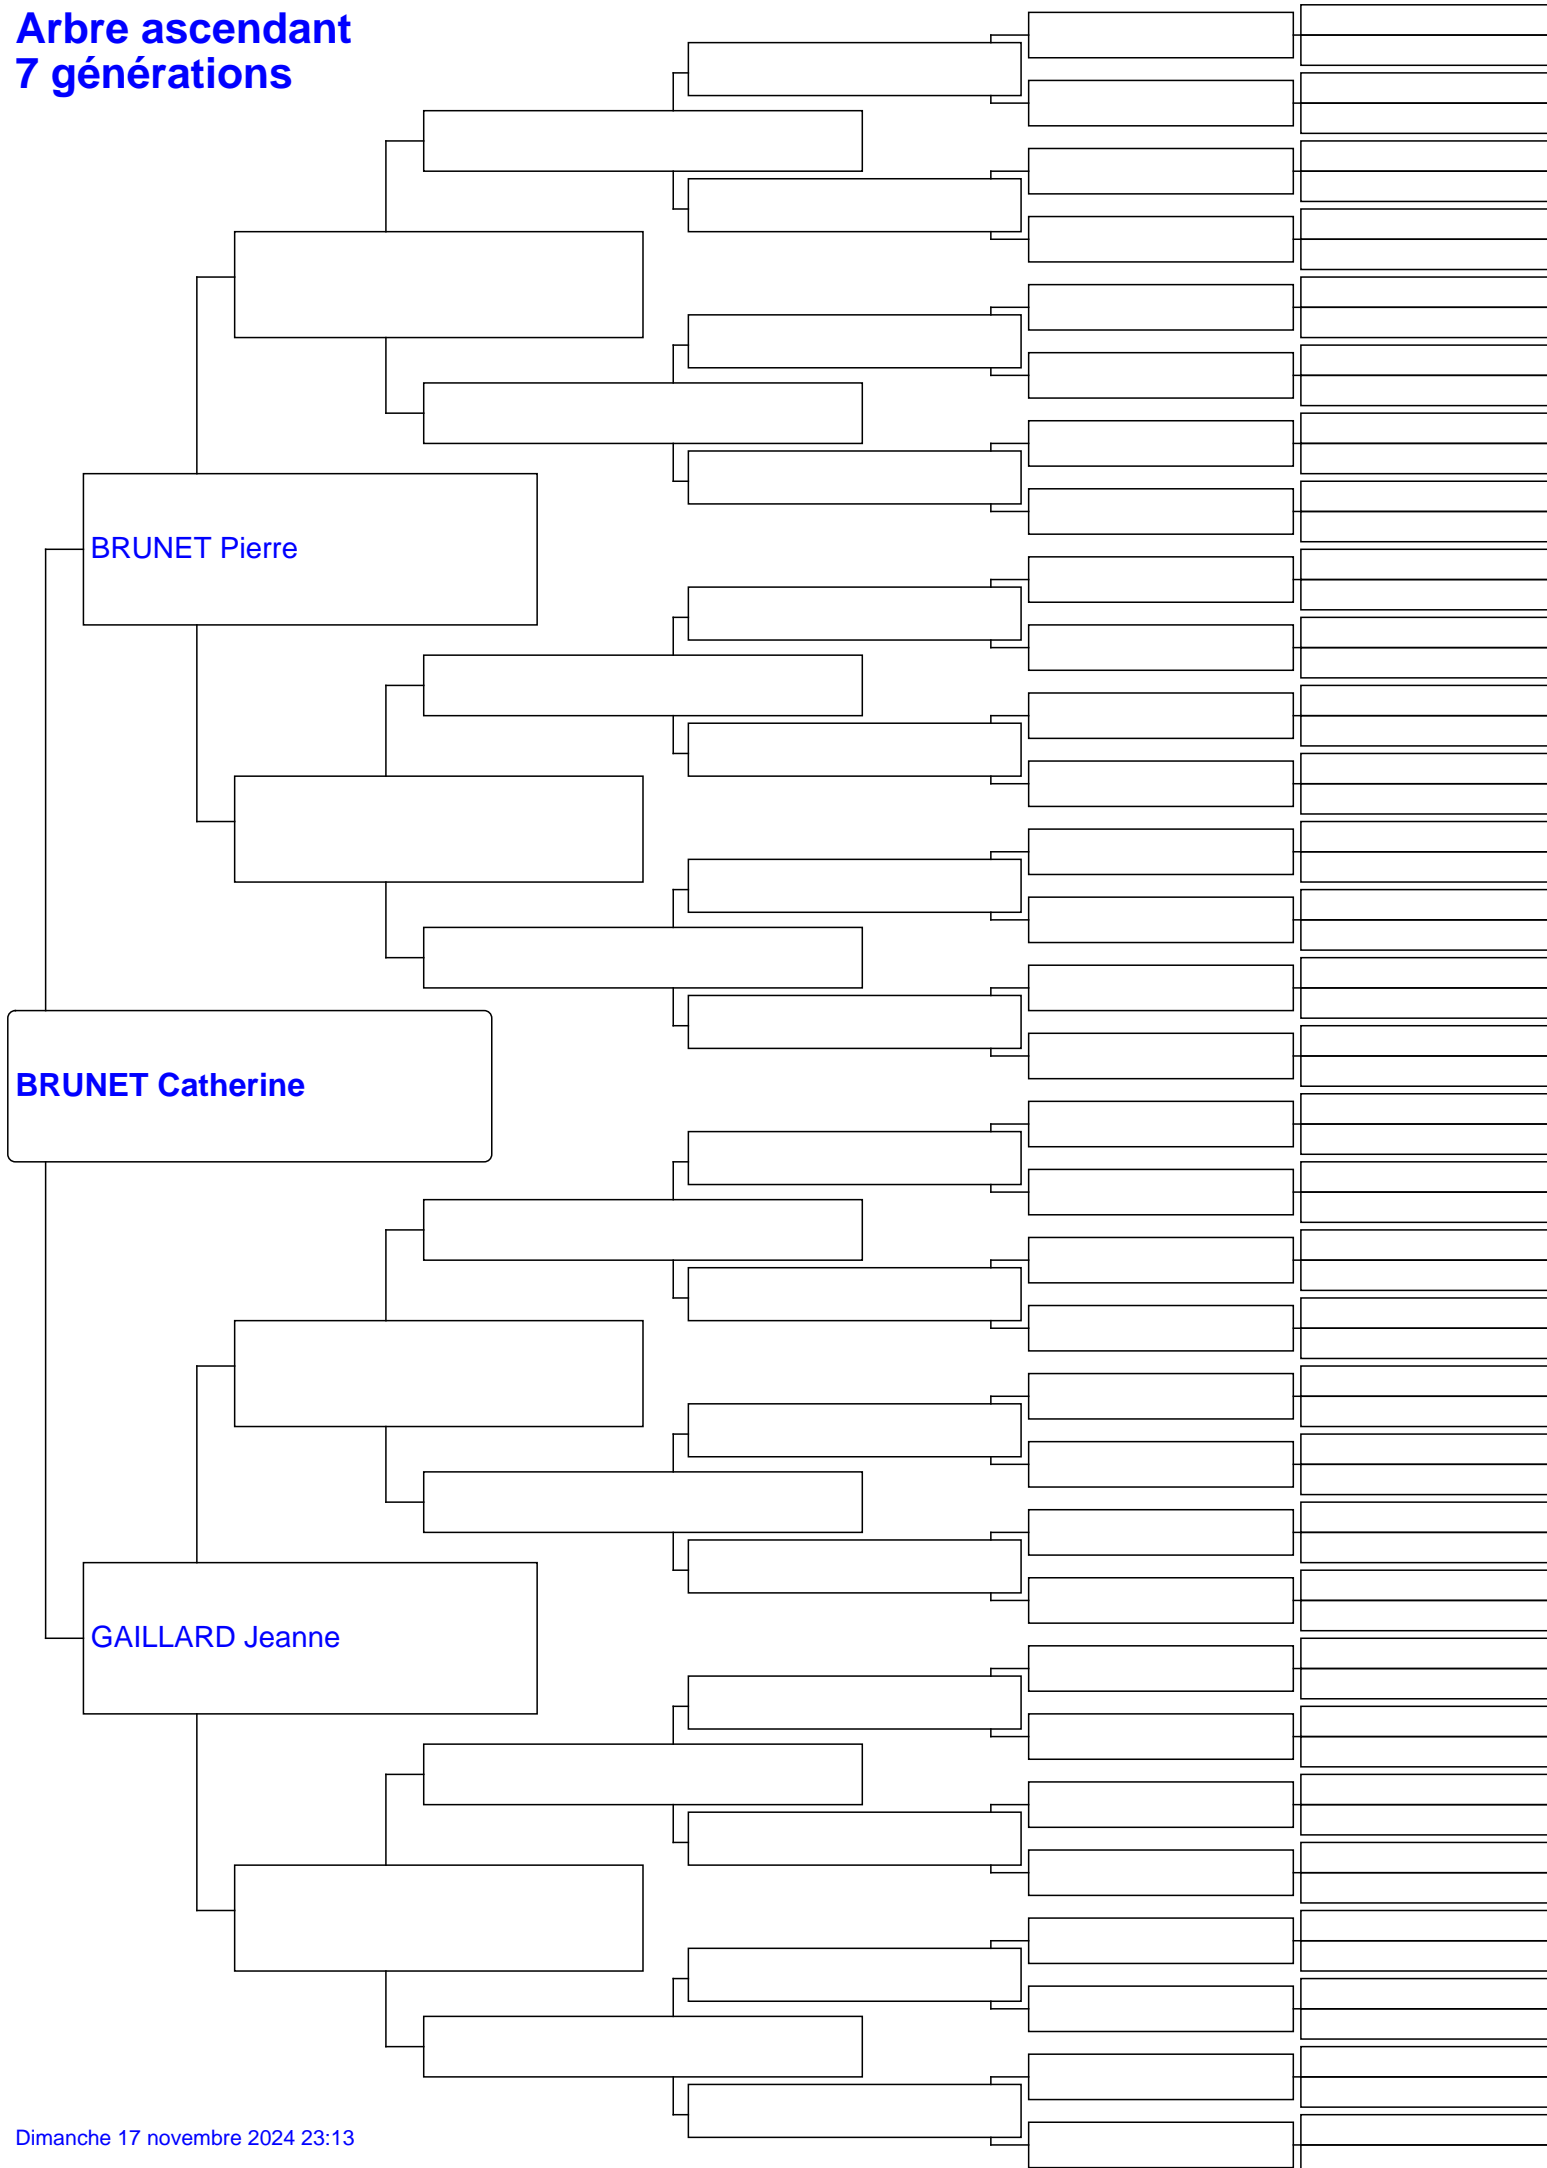 Arbre ascendant
7 générations
BRUNET Pierre
BRUNET Catherine
GAILLARD Jeanne
Dimanche 17 novembre 2024 23:13